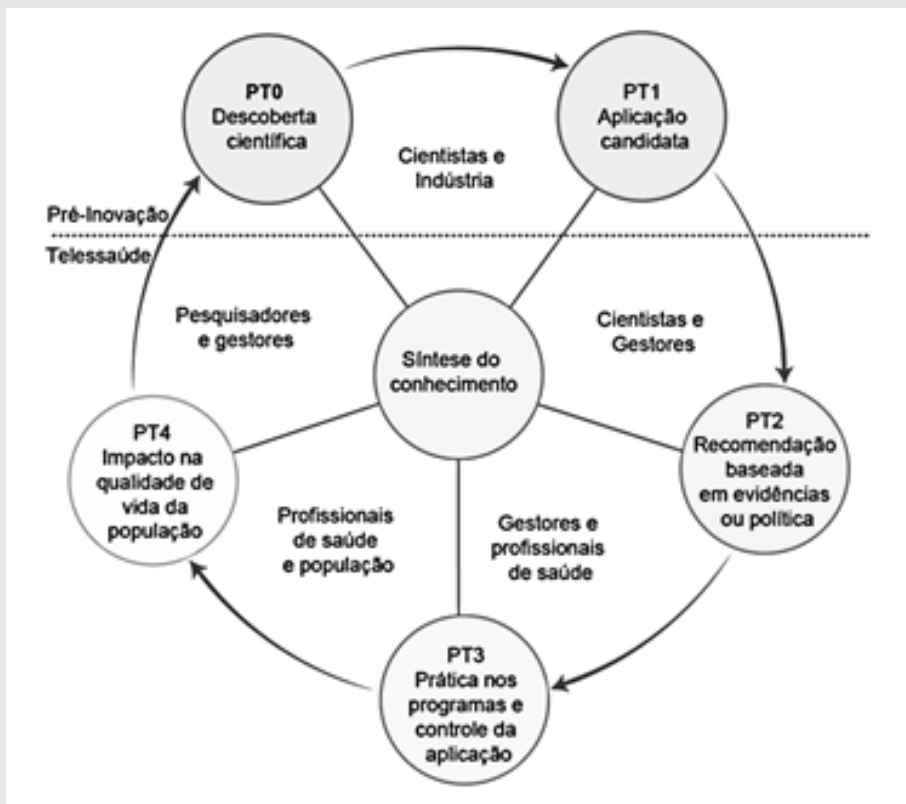 PT0
Descoberta
científica
PT1
Aplicação
candidata
Cientistas e
Indústria
Pré-Inovação
Telessaúde
Pesquisadores
e gestores
Cientistas e
Gestores
Síntese do
conhecimento
PT4
Impacto na
qualidade de
vida da
população
PT2
Recomendação
baseada
em evidências
ou política
Profissionais
de saúde
e população
Gestores e
profissionais
de saúde
PT3
Prática nos
programas e
controle da
aplicação